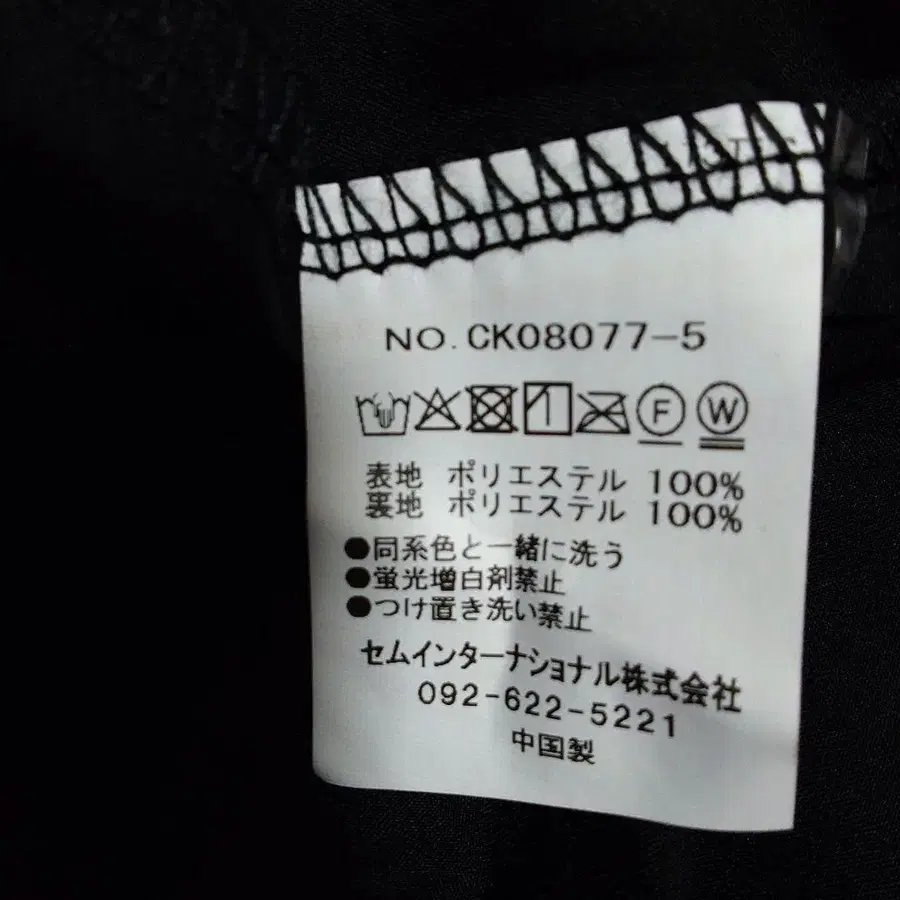 NO.CK08077-5
F W
表地 ポリエステル 100%
裏地 ポリエステル 100%
●同系色と一緒に洗う
●蛍光増白剤禁止
●つけ置き洗い禁止
セムインターナショナル株式会社
092-622-5221
中国製